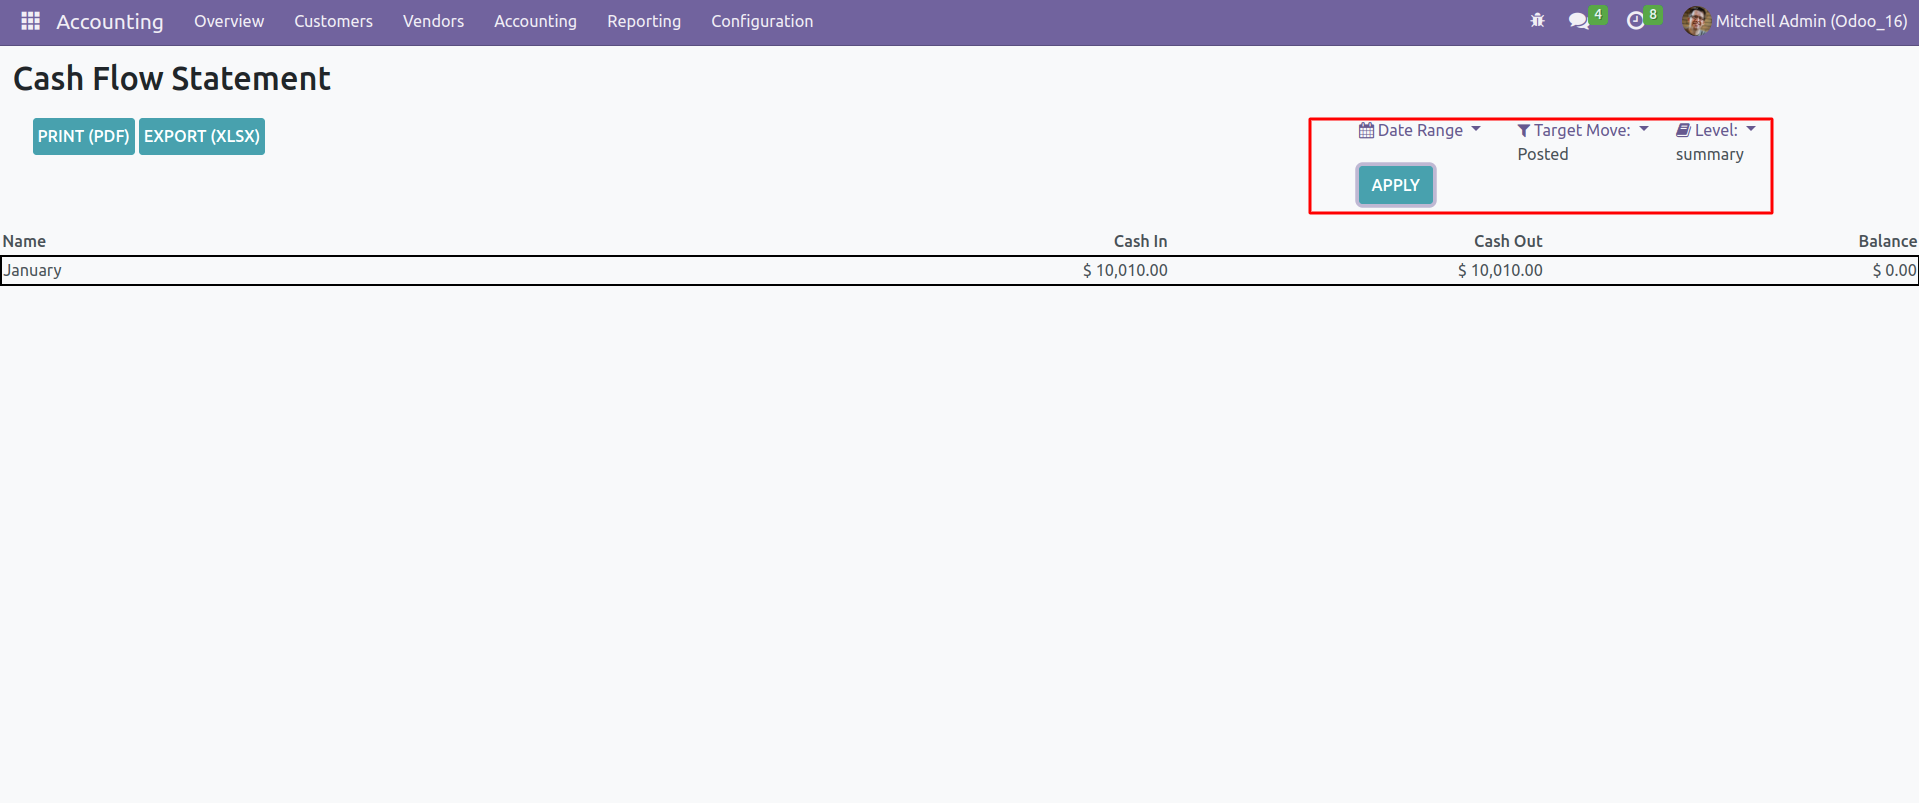 Accounting Overview Customers Vendors Accounting Reporting Configuration 4 8 Mitchell Admin (Odoo_16)
Cash Flow Statement
PRINT (PDF) EXPORT (XLSX)
Date Range Target Move: Level:
Posted summary
APPLY
Name Cash In Cash Out Balance
January $ 10,010.00 $ 10,010.00 $ 0.00